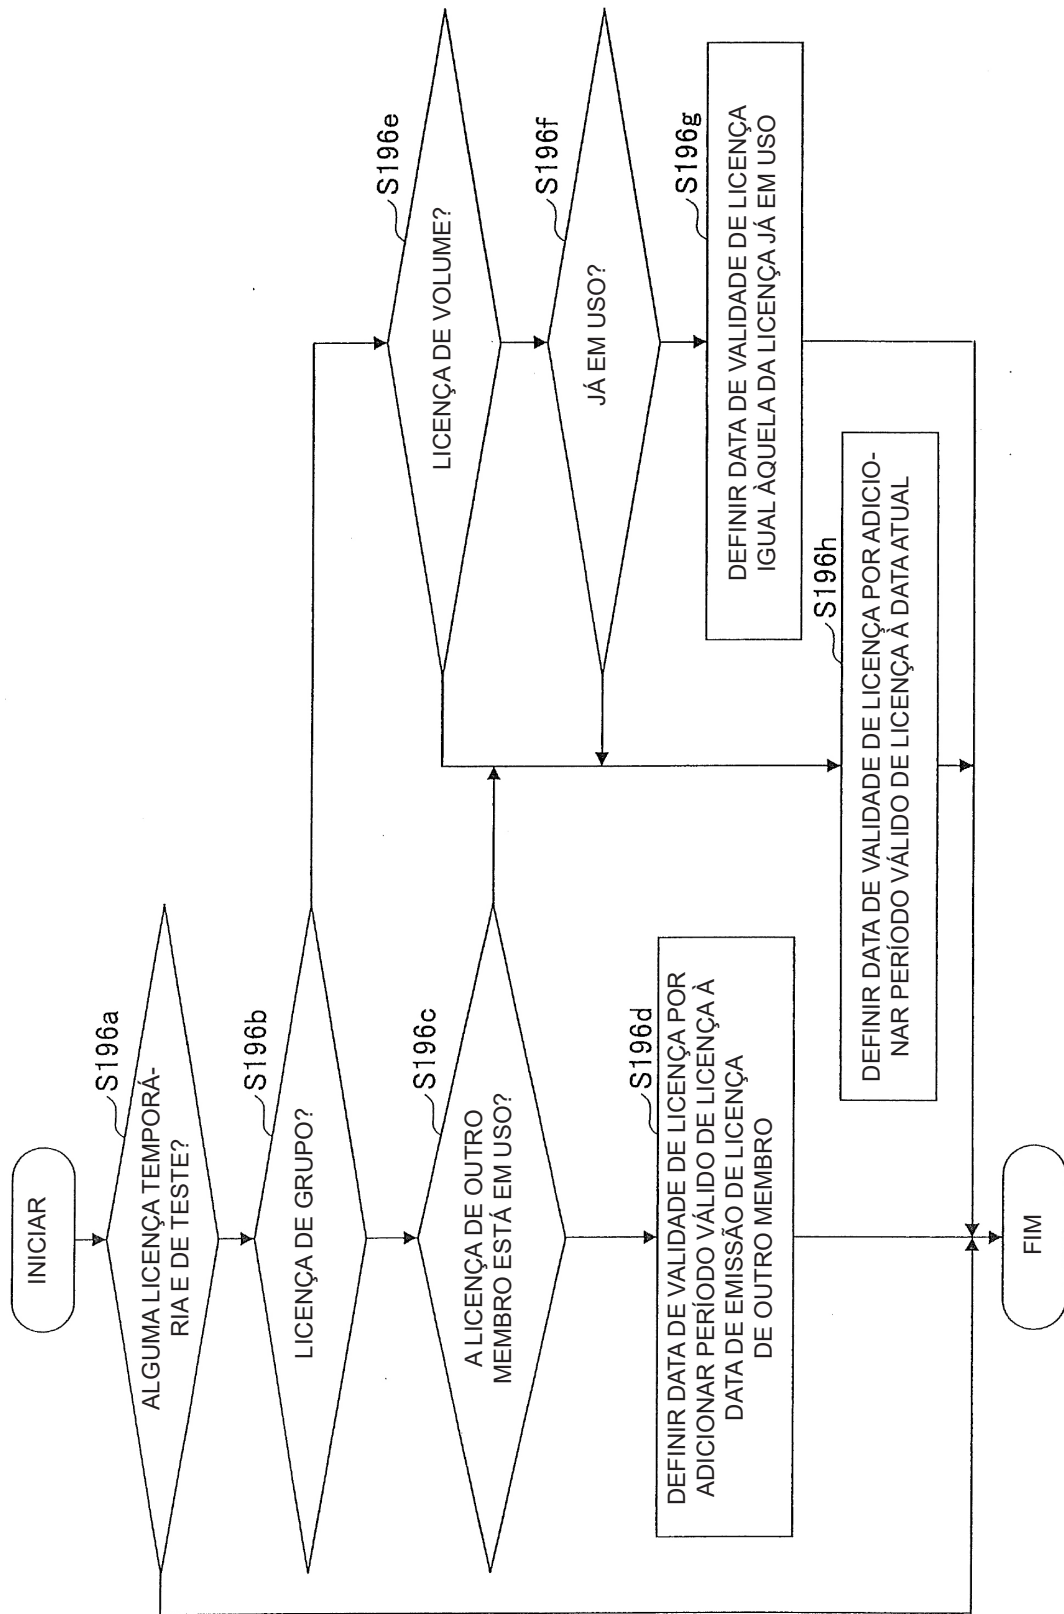 INICIAR
S196a
ALGUMA LICENÇA TEMPORÁ-
RIA E DE TESTE?
S196b
LICENÇA DE GRUPO?
S196c
A LICENÇA DE OUTRO
MEMBRO ESTÁ EM USO?
S196d
DEFINIR DATA DE VALIDADE DE LICENÇA POR
ADICIONAR PERÍODO VÁLIDO DE LICENÇA À
DATA DE EMISSÃO DE LICENÇA
DE OUTRO MEMBRO
S196e
LICENÇA DE VOLUME?
S196f
JÁ EM USO?
S196g
DEFINIR DATA DE VALIDADE DE LICENÇA
IGUAL ÀQUELA DA LICENÇA JÁ EM USO
S196h
DEFINIR DATA DE VALIDADE DE LICENÇA POR ADICIO-
NAR PERÍODO VÁLIDO DE LICENÇA À DATA ATUAL
FIM